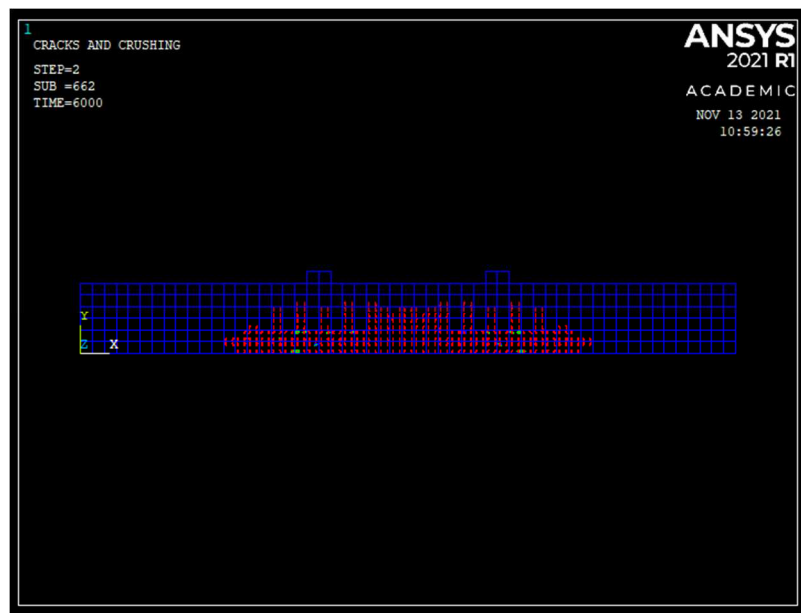 1
CRACKS AND CRUSHING
STEP=2
SUB =662
TIME=6000
ANSYS
2021 R1
ACADEMIC
NOV 13 2021
10:59:26
Y
Z X